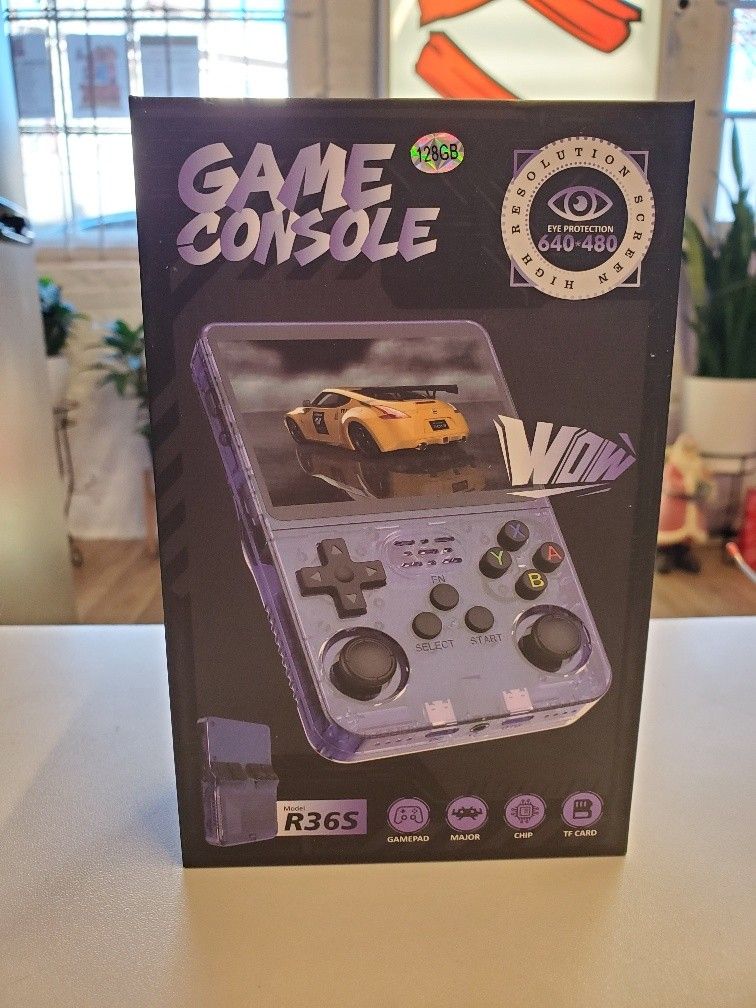 GAME
CONSOLE
128GB
HIGH RESOLUTION SCREEN
EYE PROTECTION
640*480
WOW
X
Y
A
B
FN
SELECT
START
Model
R36S
GAMEPAD
MAJOR
CHIP
TF CARD